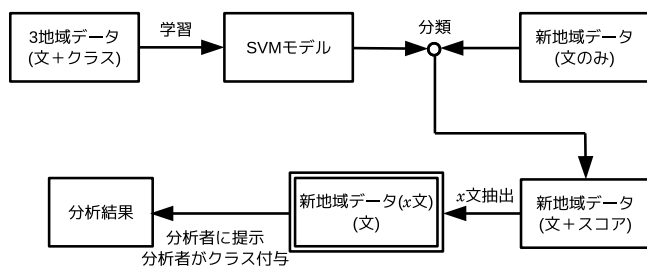 3地域データ
(文+クラス)
学習
SVMモデル
分類
新地域データ
(文のみ)
新地域データ
(文+スコア)
x文抽出
新地域データ(x文)
(文)
分析者に提示
分析者がクラス付与
分析結果